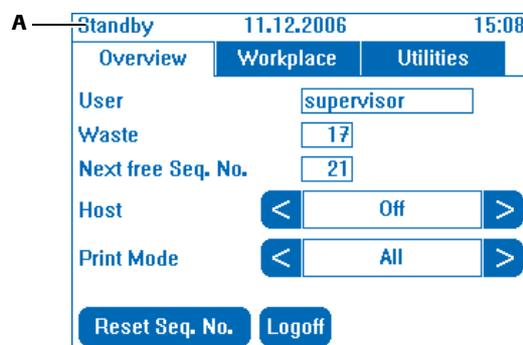 A
Standby 11.12.2006 15:08
Overview Workplace Utilities
User supervisor
Waste 17
Next free Seq. No. 21
Host < Off >
Print Mode < All >
Reset Seq. No. Logoff